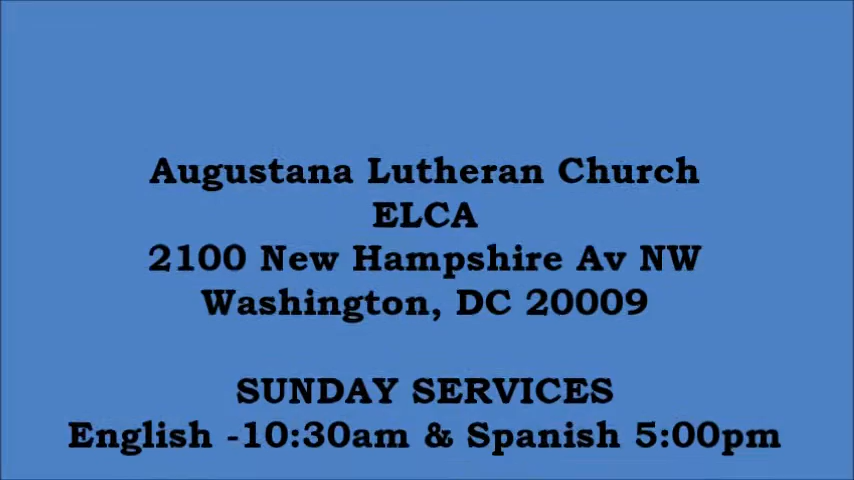 Augustana Lutheran Church
ELCA
2100 New Hampshire Av NW
Washington, DC 20009
SUNDAY SERVICES
English -10:30am & Spanish 5:00pm